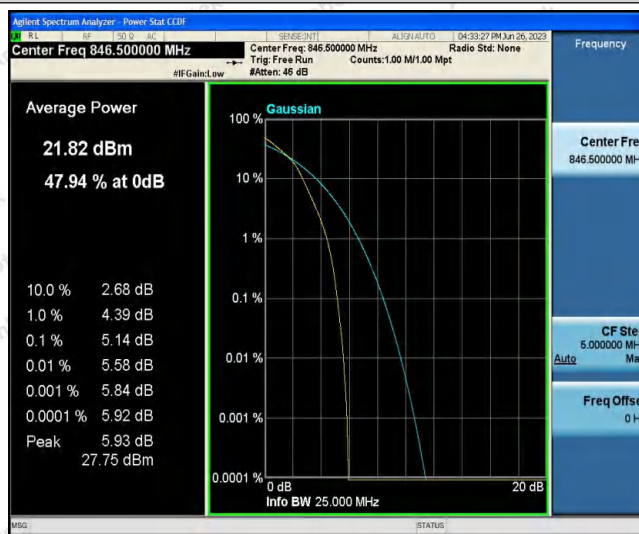 Agilent Spectrum Analyzer - Power Stat CCDF
RL RF 50 Ω AC SENSE:INT ALIGN AUTO 04:33:27 PM Jun 26, 2023
Center Freq 846.500000 MHz
Center Freq: 846.500000 MHz Radio Std: None
Trig: Free Run Counts:1.00 M/1.00 Mpt
#IFGain:Low #Atten: 46 dB
Frequency
Average Power
21.82 dBm
47.94 % at 0dB
10.0 % 2.68 dB
1.0 % 4.39 dB
0.1 % 5.14 dB
0.01 % 5.58 dB
0.001 % 5.84 dB
0.0001 % 5.92 dB
Peak 5.93 dB
27.75 dBm
Gaussian
100 %
10 %
1 %
0.1 %
0.01 %
0.001 %
0.0001 %
0 dB 20 dB
Info BW 25.000 MHz
Center Fre
846.500000 MH
CF Ste
5.000000 MH
Auto Ma
Freq Offse
0 H
MSG STATUS